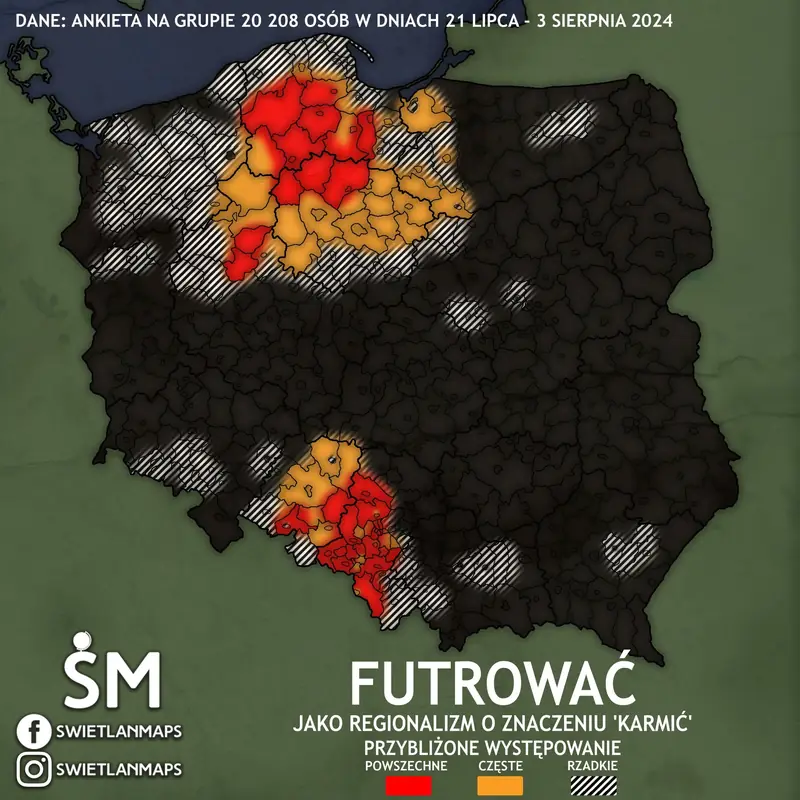 DANE: ANKIETA NA GRUPIE 20 208 OSÓB W DNIACH 21 LIPCA - 3 SIERPNIA 2024
ŚM
SWIETLANMAPS
SWIETLANMAPS
FUTROWAĆ
JAKO REGIONALIZM O ZNACZENIU 'KARMIĆ'
PRZYBLIŻONE WYSTĘPOWANIE
POWSZECHNE CZĘSTE RZADKIE